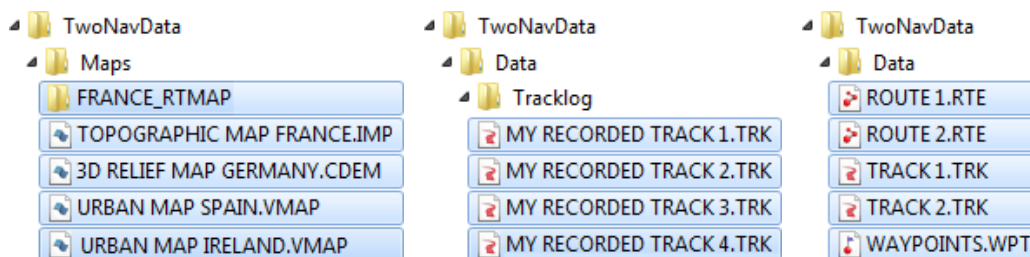 TwoNavData
Maps
FRANCE_RTMAP
TOPOGRAPHIC MAP FRANCE.IMP
3D RELIEF MAP GERMANY.CDEM
URBAN MAP SPAIN.VMAP
URBAN MAP IRELAND.VMAP
TwoNavData
Data
Tracklog
MY RECORDED TRACK 1.TRK
MY RECORDED TRACK 2.TRK
MY RECORDED TRACK 3.TRK
MY RECORDED TRACK 4.TRK
TwoNavData
Data
ROUTE 1.RTE
ROUTE 2.RTE
TRACK 1.TRK
TRACK 2.TRK
WAYPOINTS.WPT